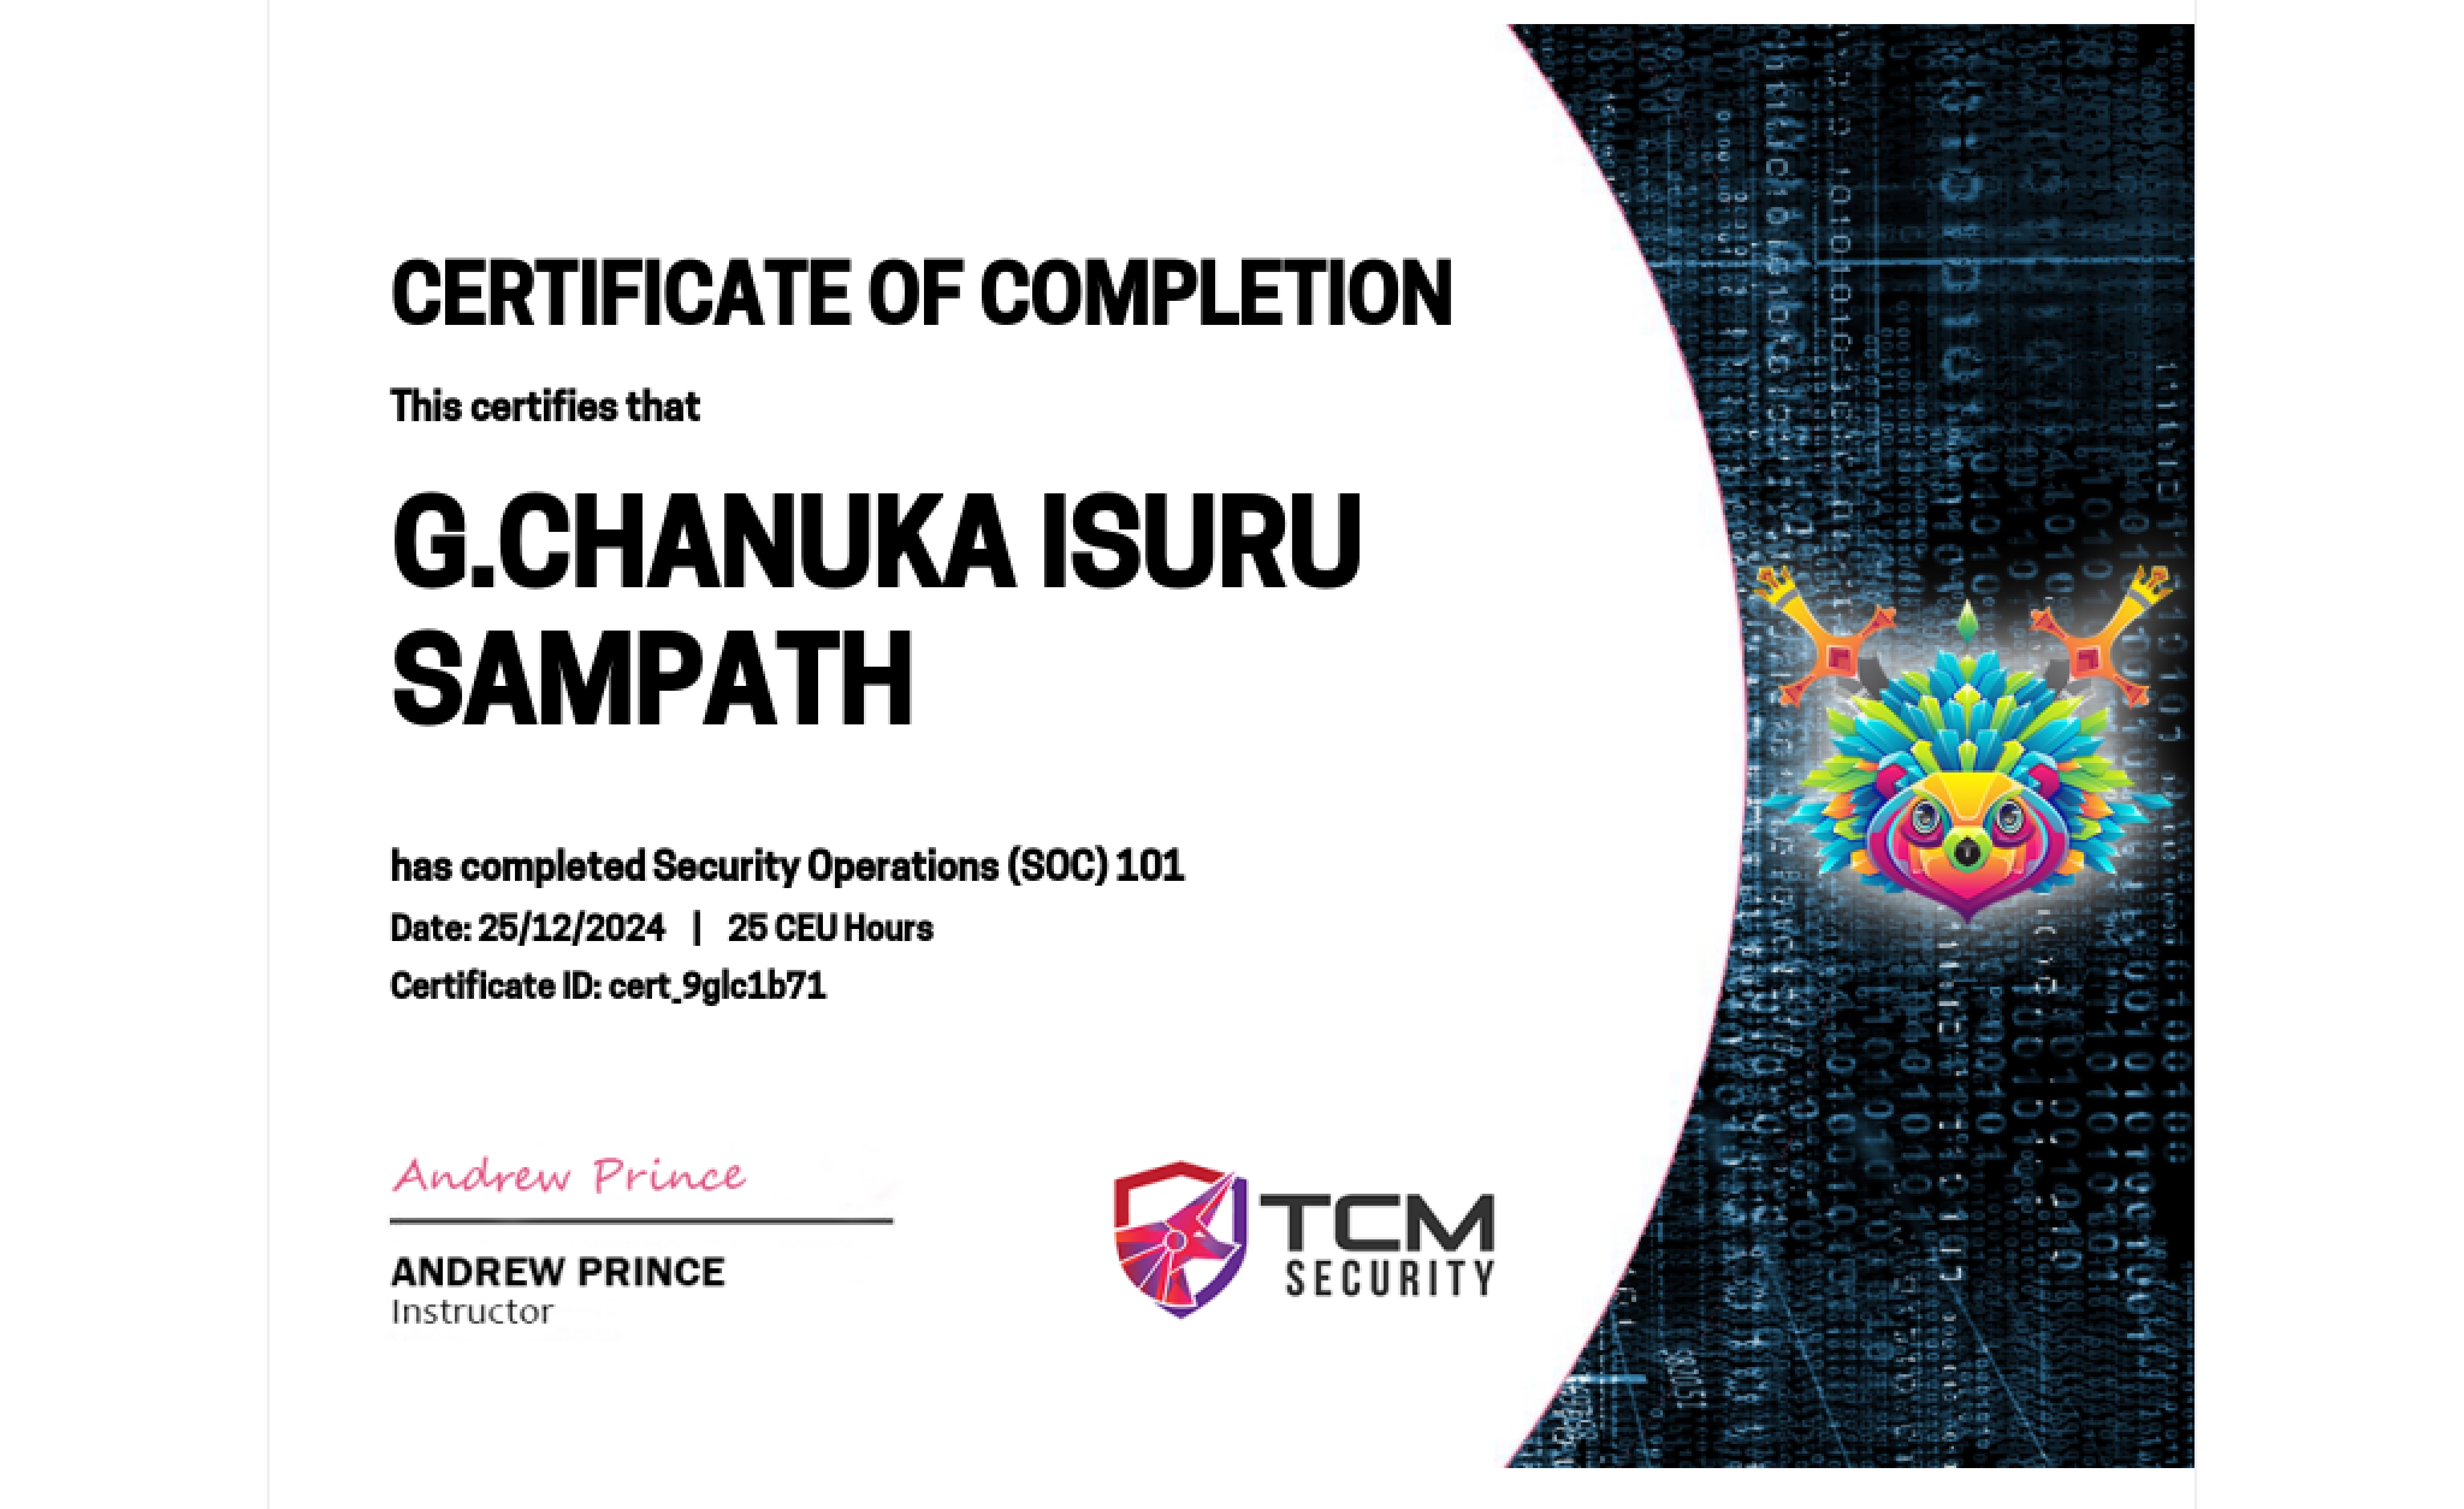 CERTIFICATE OF COMPLETION
This certifies that
G.CHANUKA ISURU
SAMPATH
has completed Security Operations (SOC) 101
Date: 25/12/2024 | 25 CEU Hours
Certificate ID: cert_9glc1b71
Andrew Prince
ANDREW PRINCE
Instructor
TCM
SECURITY